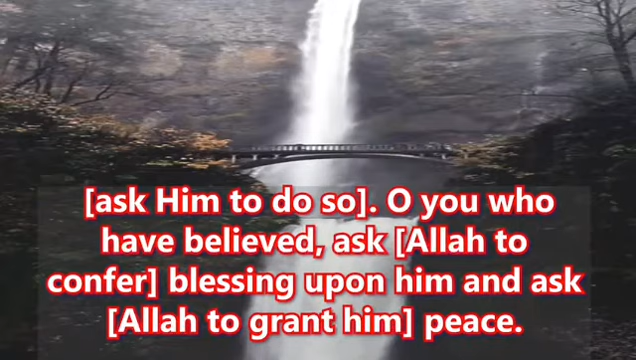 [ask Him to do so]. O you who
have believed, ask [Allah to
confer] blessing upon him and ask
[Allah to grant him] peace.